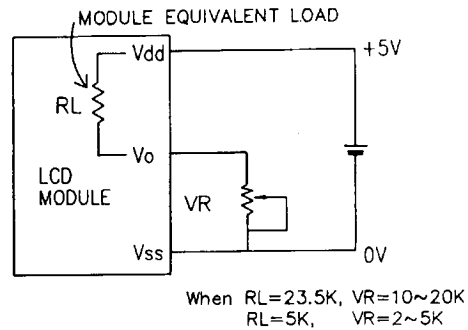 MODULE EQUIVALENT LOAD
Vdd
+5V
RL
Vo
LCD
MODULE
VR
Vss
0V
When RL=23.5K, VR=10~20K
RL=5K, VR=2~5K